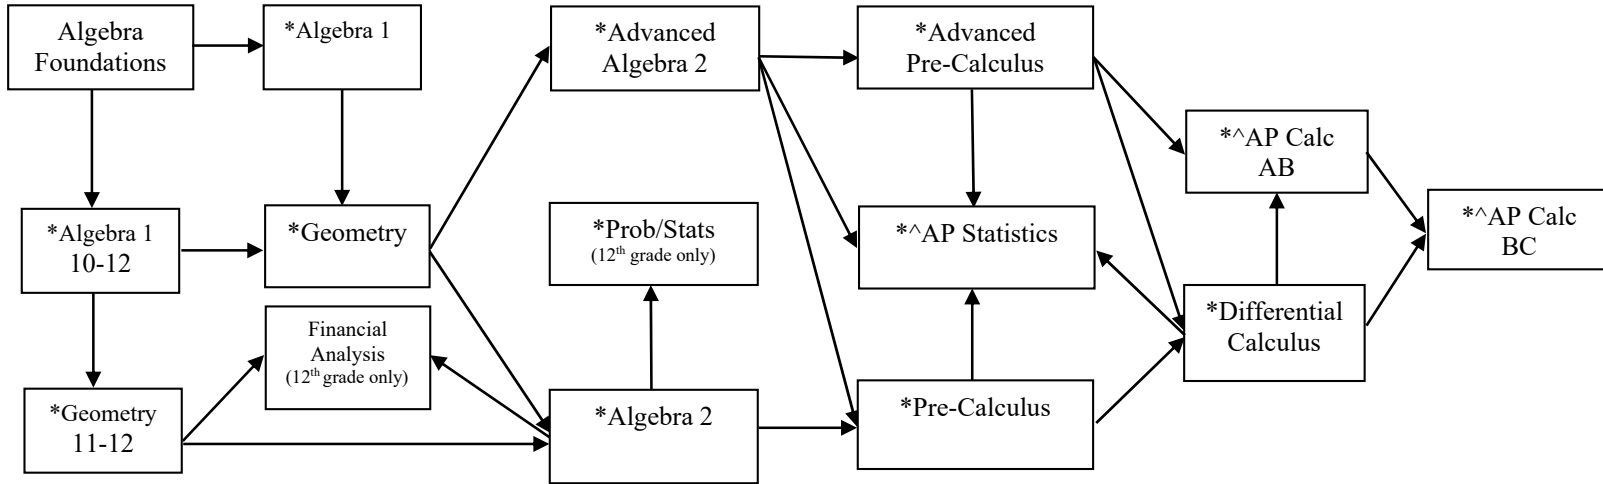 Algebra
Foundations
*Algebra 1
*Advanced
Algebra 2
*Advanced
Pre-Calculus
*^AP Calc
AB
*^AP Calc
BC
*Algebra 1
10-12
*Geometry
*Prob/Stats
(12th grade only)
*^AP Statistics
*Differential
Calculus
Financial
Analysis
(12th grade only)
*Geometry
11-12
*Algebra 2
*Pre-Calculus